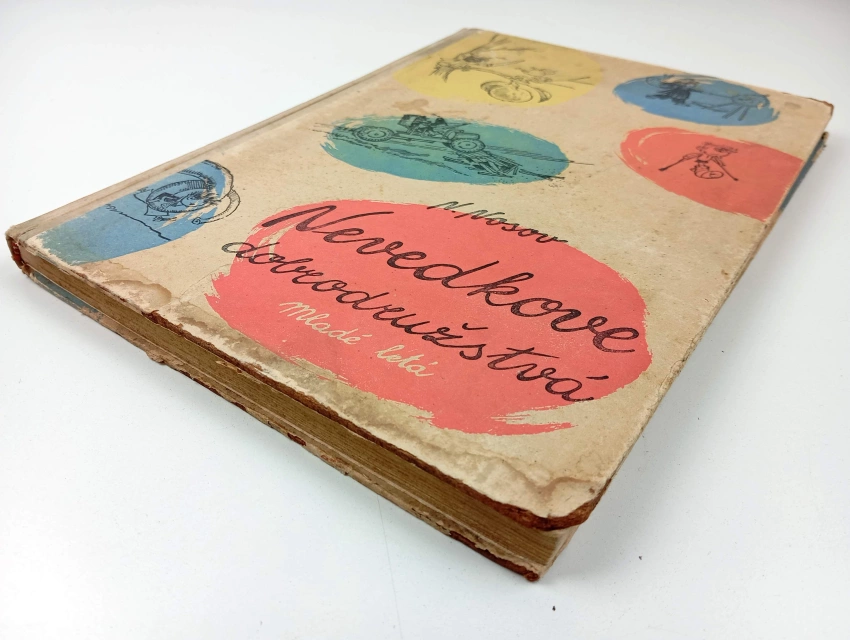 N. Nosov
Nevedkove
dobrodružstvá
Mladé letá